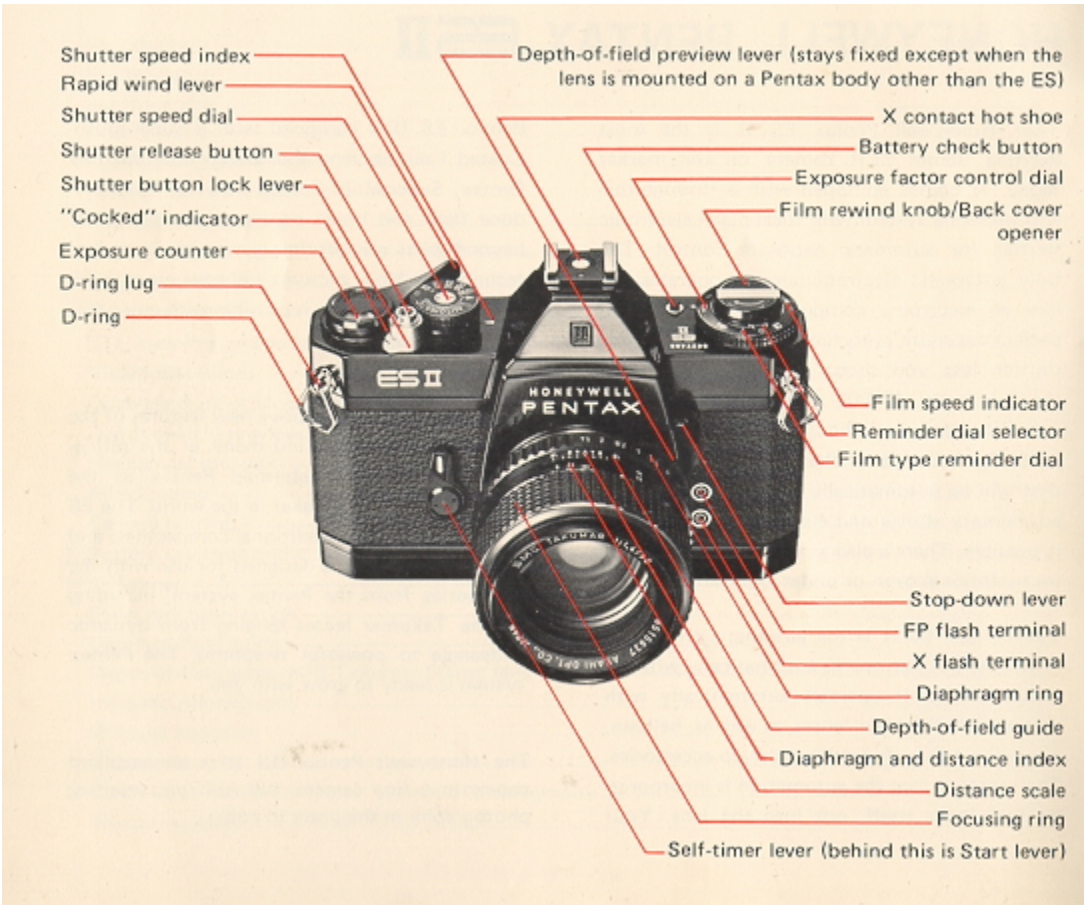 Shutter speed index
Rapid wind lever
Shutter speed dial
Shutter release button
Shutter button lock lever
"Cocked" indicator
Exposure counter
D-ring lug
D-ring
Depth-of-field preview lever (stays fixed except when the
lens is mounted on a Pentax body other than the ES)
X contact hot shoe
Battery check button
Exposure factor control dial
Film rewind knob/Back cover
opener
ES II
HONEYWELL
PENTAX
Film speed indicator
Reminder dial selector
Film type reminder dial
Stop-down lever
FP flash terminal
X flash terminal
Diaphragm ring
Depth-of-field guide
Diaphragm and distance index
Distance scale
Focusing ring
Self-timer lever (behind this is Start lever)
TAKUMAR
ASAHI OPT. CO., JAPAN